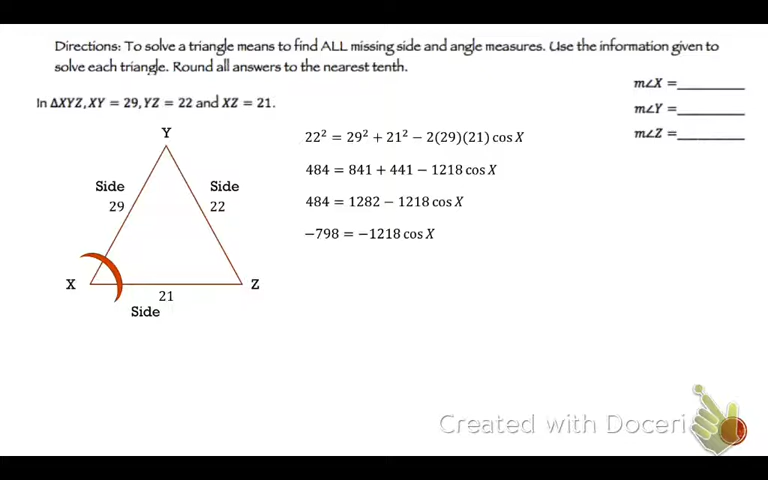 Directions: To solve a triangle means to find ALL missing side and angle measures. Use the information given to
solve each triangle. Round all answers to the nearest tenth.
m∠X =________
m∠Y =________
m∠Z =________
In ΔXYZ, XY = 29, YZ = 22 and XZ = 21.
Y
Side
29
Side
22
X
Z
21
Side
22² = 29² + 21² − 2(29)(21) cos X
484 = 841 + 441 − 1218 cos X
484 = 1282 − 1218 cos X
−798 = −1218 cos X
Created with Doceri